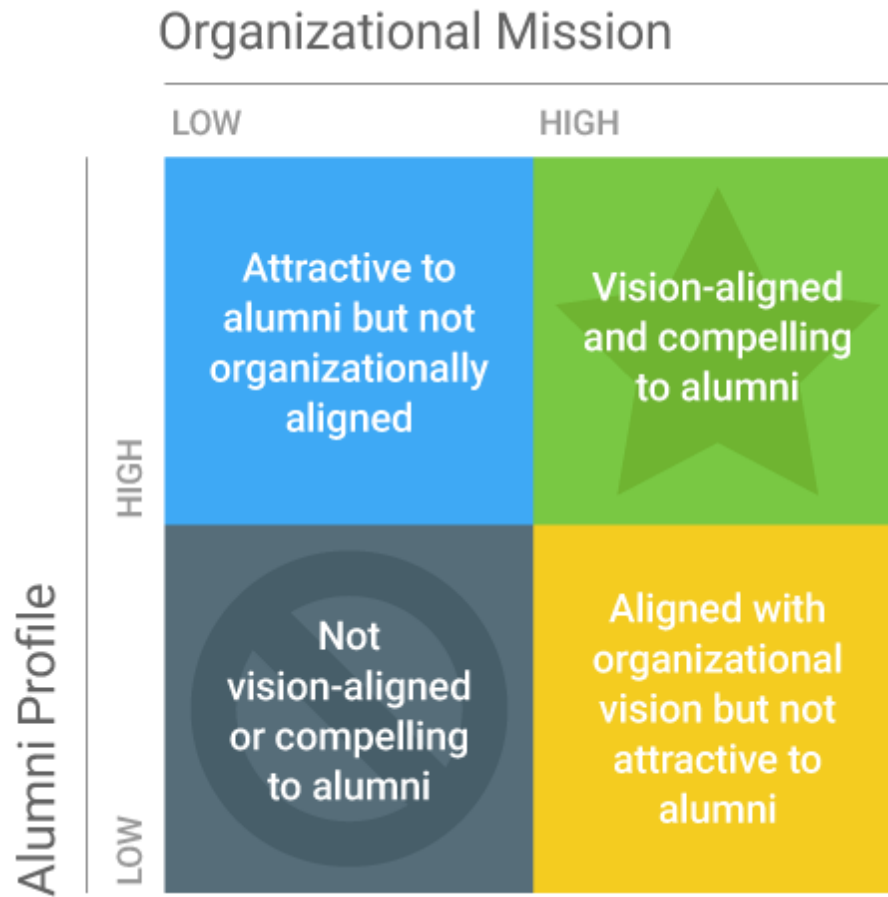 Organizational Mission
LOW
HIGH
Alumni Profile
HIGH
LOW
Attractive to
alumni but not
organizationally
aligned
Vision-aligned
and compelling
to alumni
Not
vision-aligned
or compelling
to alumni
Aligned with
organizational
vision but not
attractive to
alumni